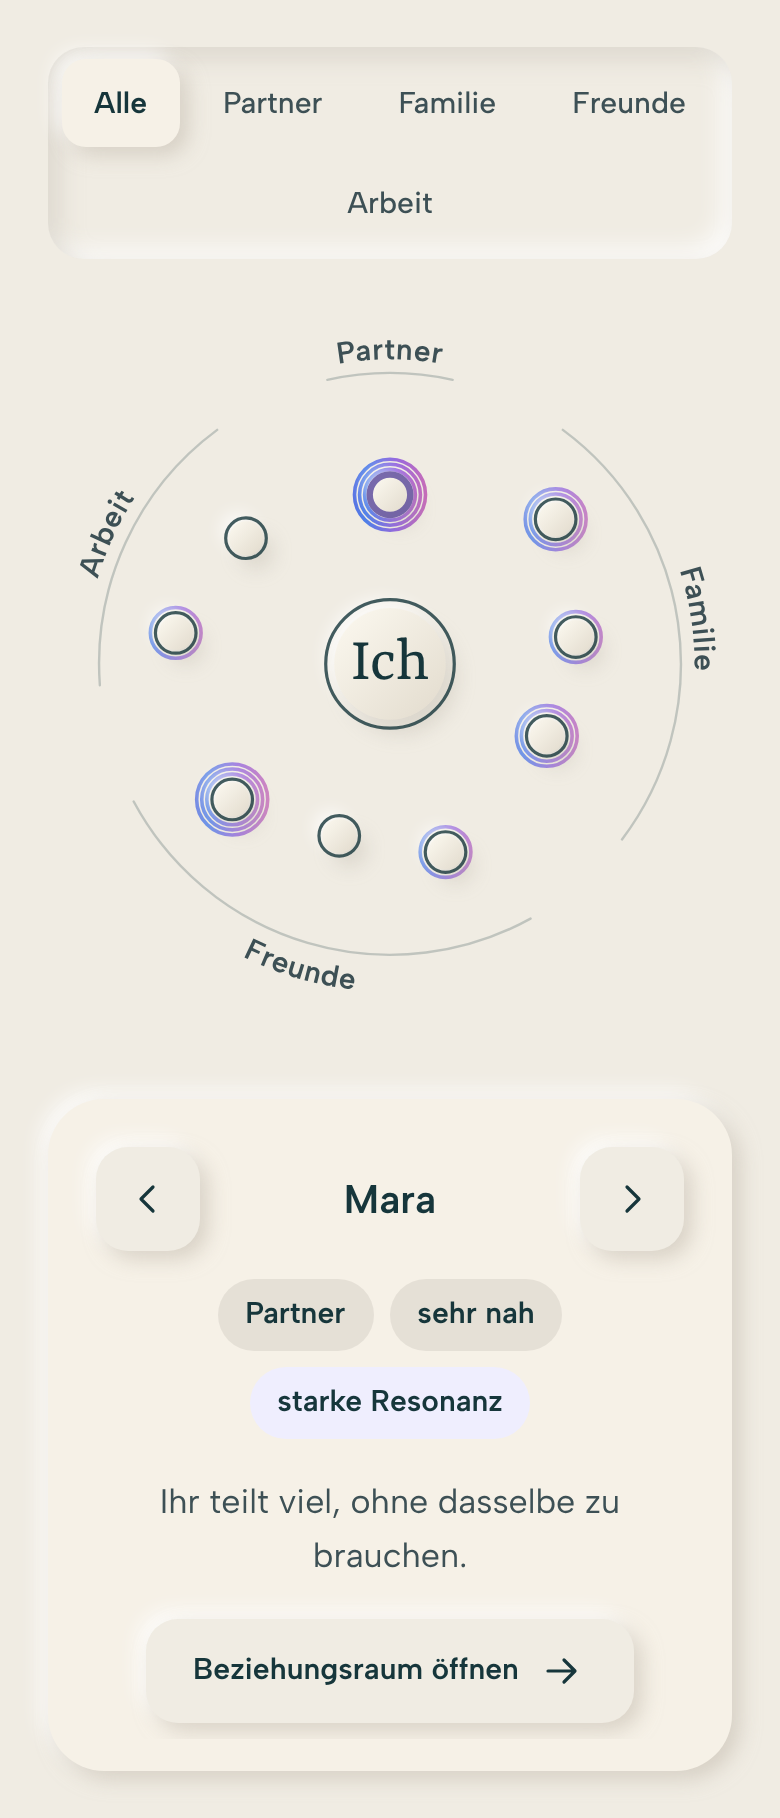 Alle
Partner
Familie
Freunde
Arbeit
Partner
Arbeit
Familie
Ich
Freunde
Mara
Partner
sehr nah
starke Resonanz
Ihr teilt viel, ohne dasselbe zu
brauchen.
Beziehungsraum öffnen